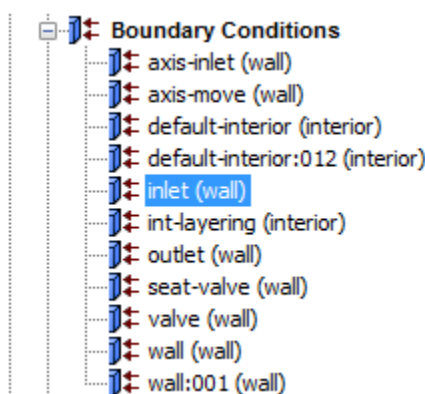 Boundary Conditions
axis-inlet (wall)
axis-move (wall)
default-interior (interior)
default-interior:012 (interior)
inlet (wall)
int-layering (interior)
outlet (wall)
seat-valve (wall)
valve (wall)
wall (wall)
wall:001 (wall)